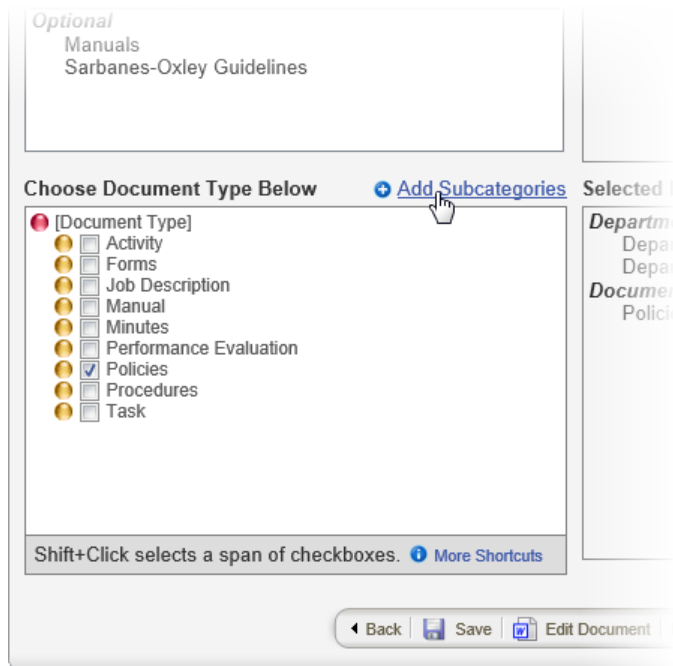 Optional
Manuals
Sarbanes-Oxley Guidelines
Choose Document Type Below
Add Subcategories
Selected
[Document Type]
Activity
Forms
Job Description
Manual
Minutes
Performance Evaluation
Policies
Procedures
Task
Shift+Click selects a span of checkboxes.
More Shortcuts
Back
Save
Edit Document